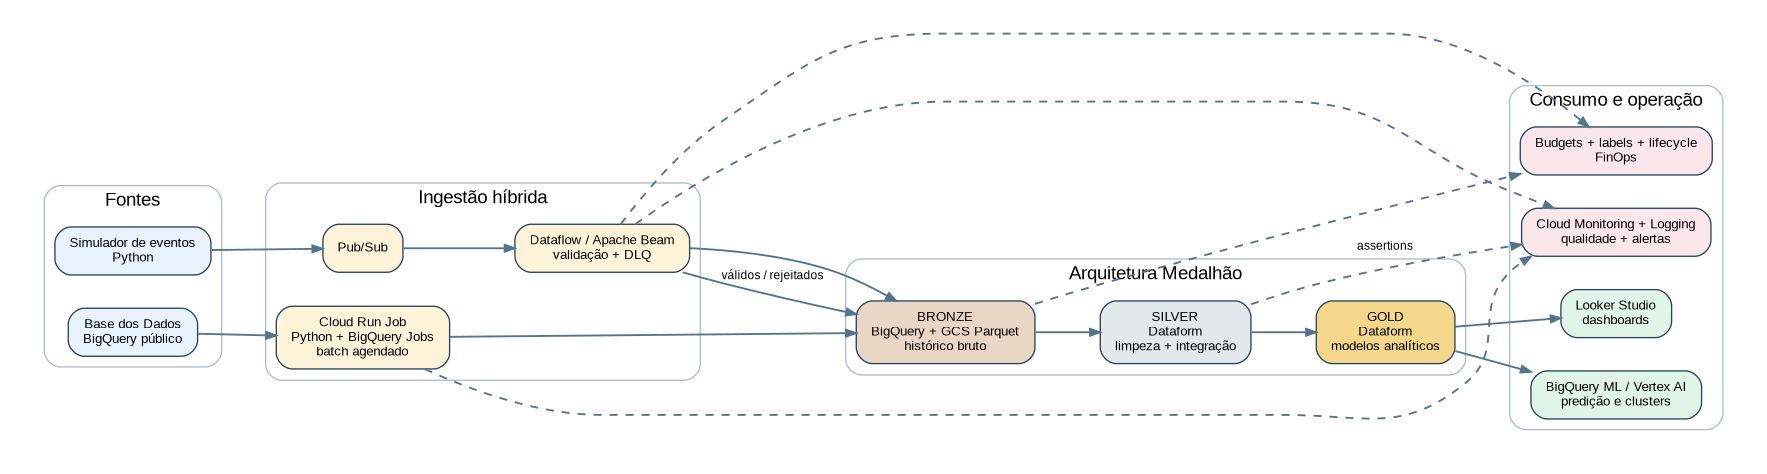 Fontes
Simulador de eventos
Python
Base dos Dados
BigQuery público
Ingestão híbrida
Pub/Sub
Dataflow / Apache Beam
validação + DLQ
Cloud Run Job
Python + BigQuery Jobs
batch agendado
válidos / rejeitados
Arquitetura Medalhão
BRONZE
BigQuery + GCS Parquet
histórico bruto
SILVER
Dataform
limpeza + integração
GOLD
Dataform
modelos analíticos
assertions
Consumo e operação
Budgets + labels + lifecycle
FinOps
Cloud Monitoring + Logging
qualidade + alertas
Looker Studio
dashboards
BigQuery ML / Vertex AI
predição e clusters